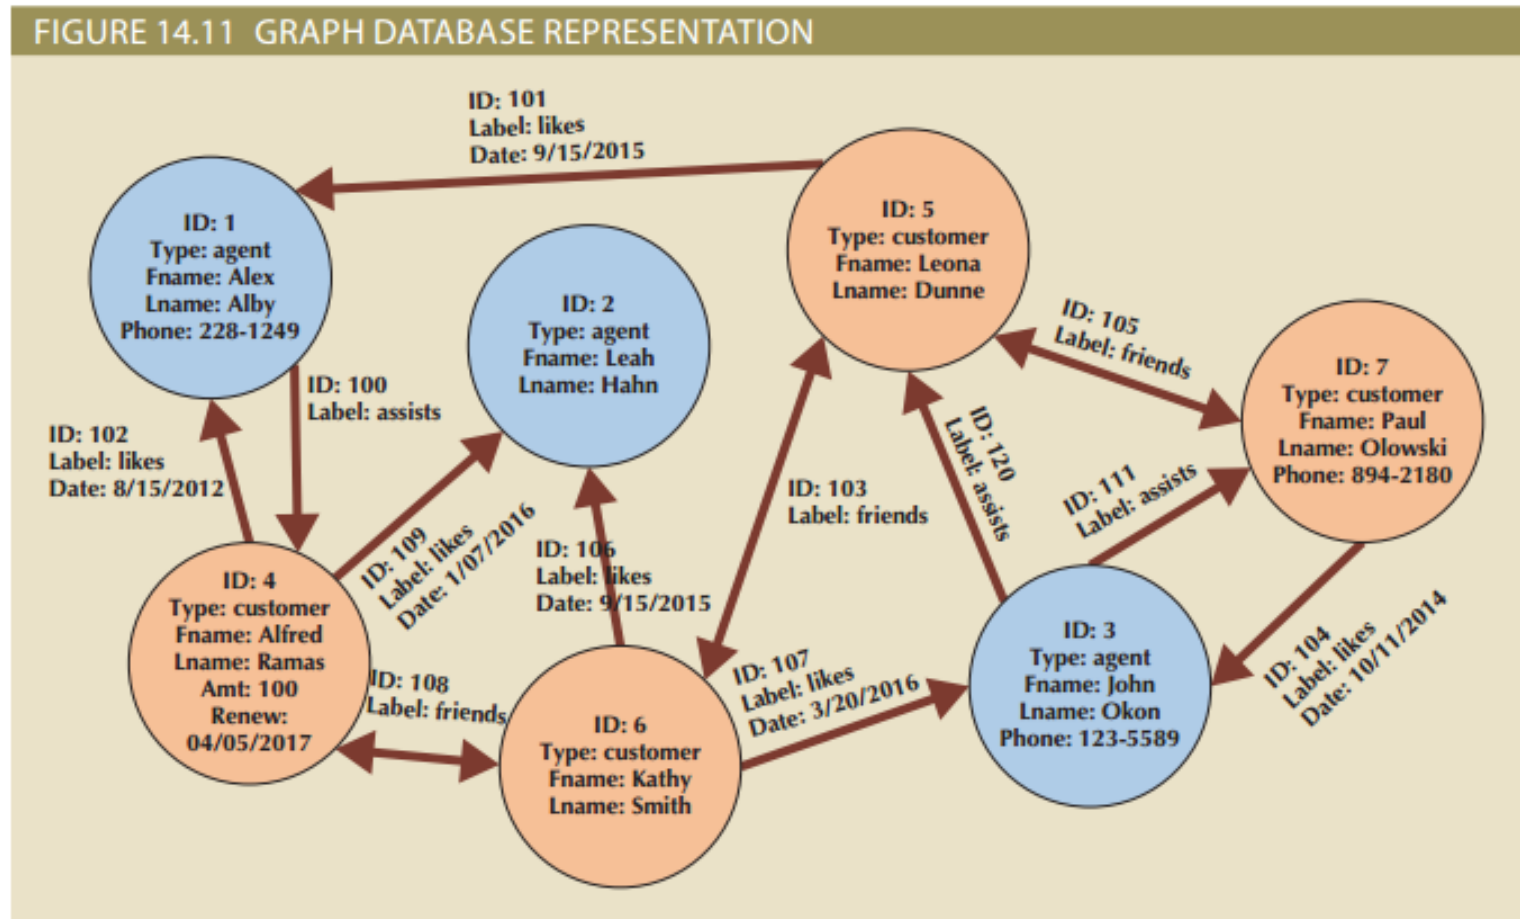 FIGURE 14.11 GRAPH DATABASE REPRESENTATION
ID: 101
Label: likes
Date: 9/15/2015
ID: 1
Type: agent
Fname: Alex
Lname: Alby
Phone: 228-1249
ID: 2
Type: agent
Fname: Leah
Lname: Hahn
ID: 5
Type: customer
Fname: Leona
Lname: Dunne
ID: 105
Label: friends
ID: 7
Type: customer
Fname: Paul
Lname: Olowski
Phone: 894-2180
ID: 100
Label: assists
ID: 102
Label: likes
Date: 8/15/2012
ID: 109
Label: likes
Date: 1/07/2016
ID: 106
Label: likes
Date: 9/15/2015
ID: 103
Label: friends
ID: 120
Label: assists
ID: 111
Label: assists
ID: 4
Type: customer
Fname: Alfred
Lname: Ramas
Amt: 100
Renew:
04/05/2017
ID: 108
Label: friends
ID: 6
Type: customer
Fname: Kathy
Lname: Smith
ID: 107
Label: likes
Date: 3/20/2016
ID: 3
Type: agent
Fname: John
Lname: Okon
Phone: 123-5589
ID: 104
Label: likes
Date: 10/11/2014